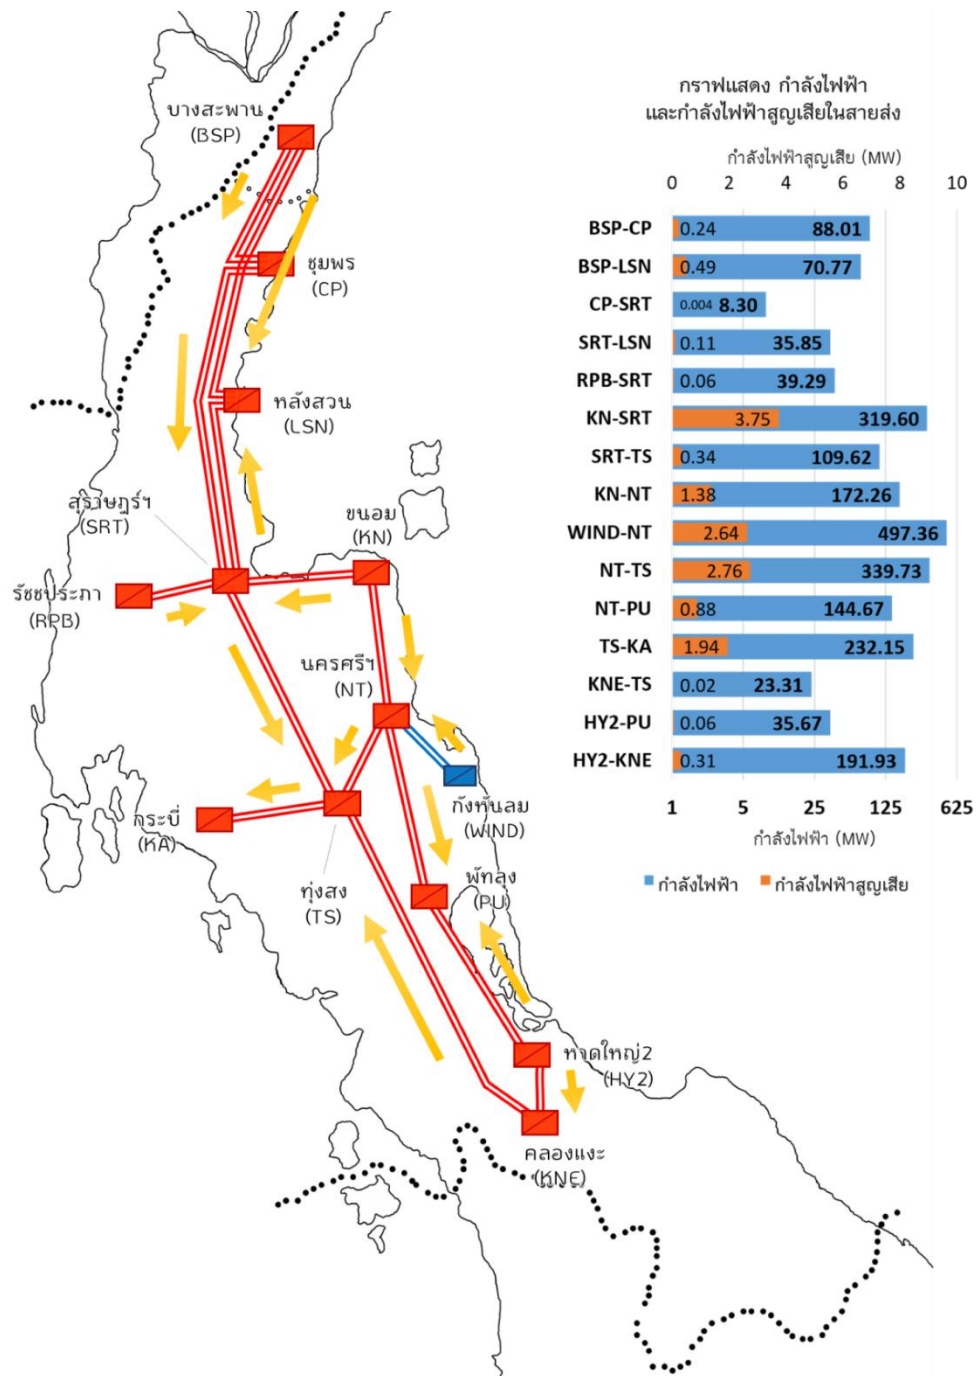 กราฟแสดง กำลังไฟฟ้า
และกำลังไฟฟ้าสูญเสียในสายส่ง
กำลังไฟฟ้าสูญเสีย (MW)
0 2 4 6 8 10
BSP-CP 0.24 88.01
BSP-LSN 0.49 70.77
CP-SRT 0.004 8.30
SRT-LSN 0.11 35.85
RPB-SRT 0.06 39.29
KN-SRT 3.75 319.60
SRT-TS 0.34 109.62
KN-NT 1.38 172.26
WIND-NT 2.64 497.36
NT-TS 2.76 339.73
NT-PU 0.88 144.67
TS-KA 1.94 232.15
KNE-TS 0.02 23.31
HY2-PU 0.06 35.67
HY2-KNE 0.31 191.93
1 5 25 125 625
กำลังไฟฟ้า (MW)
กำลังไฟฟ้า กำลังไฟฟ้าสูญเสีย
บางสะพาน
(BSP)
ชุมพร
(CP)
หลังสวน
(LSN)
สุราษฎร์ฯ
(SRT)
ขนอม
(KN)
รัชชประภา
(RPB)
นครศรีฯ
(NT)
กังหันลม
(WIND)
กระบี่
(KA)
ทุ่งสง
(TS)
พัทลุง
(PU)
หาดใหญ่2
(HY2)
คลองแงะ
(KNE)